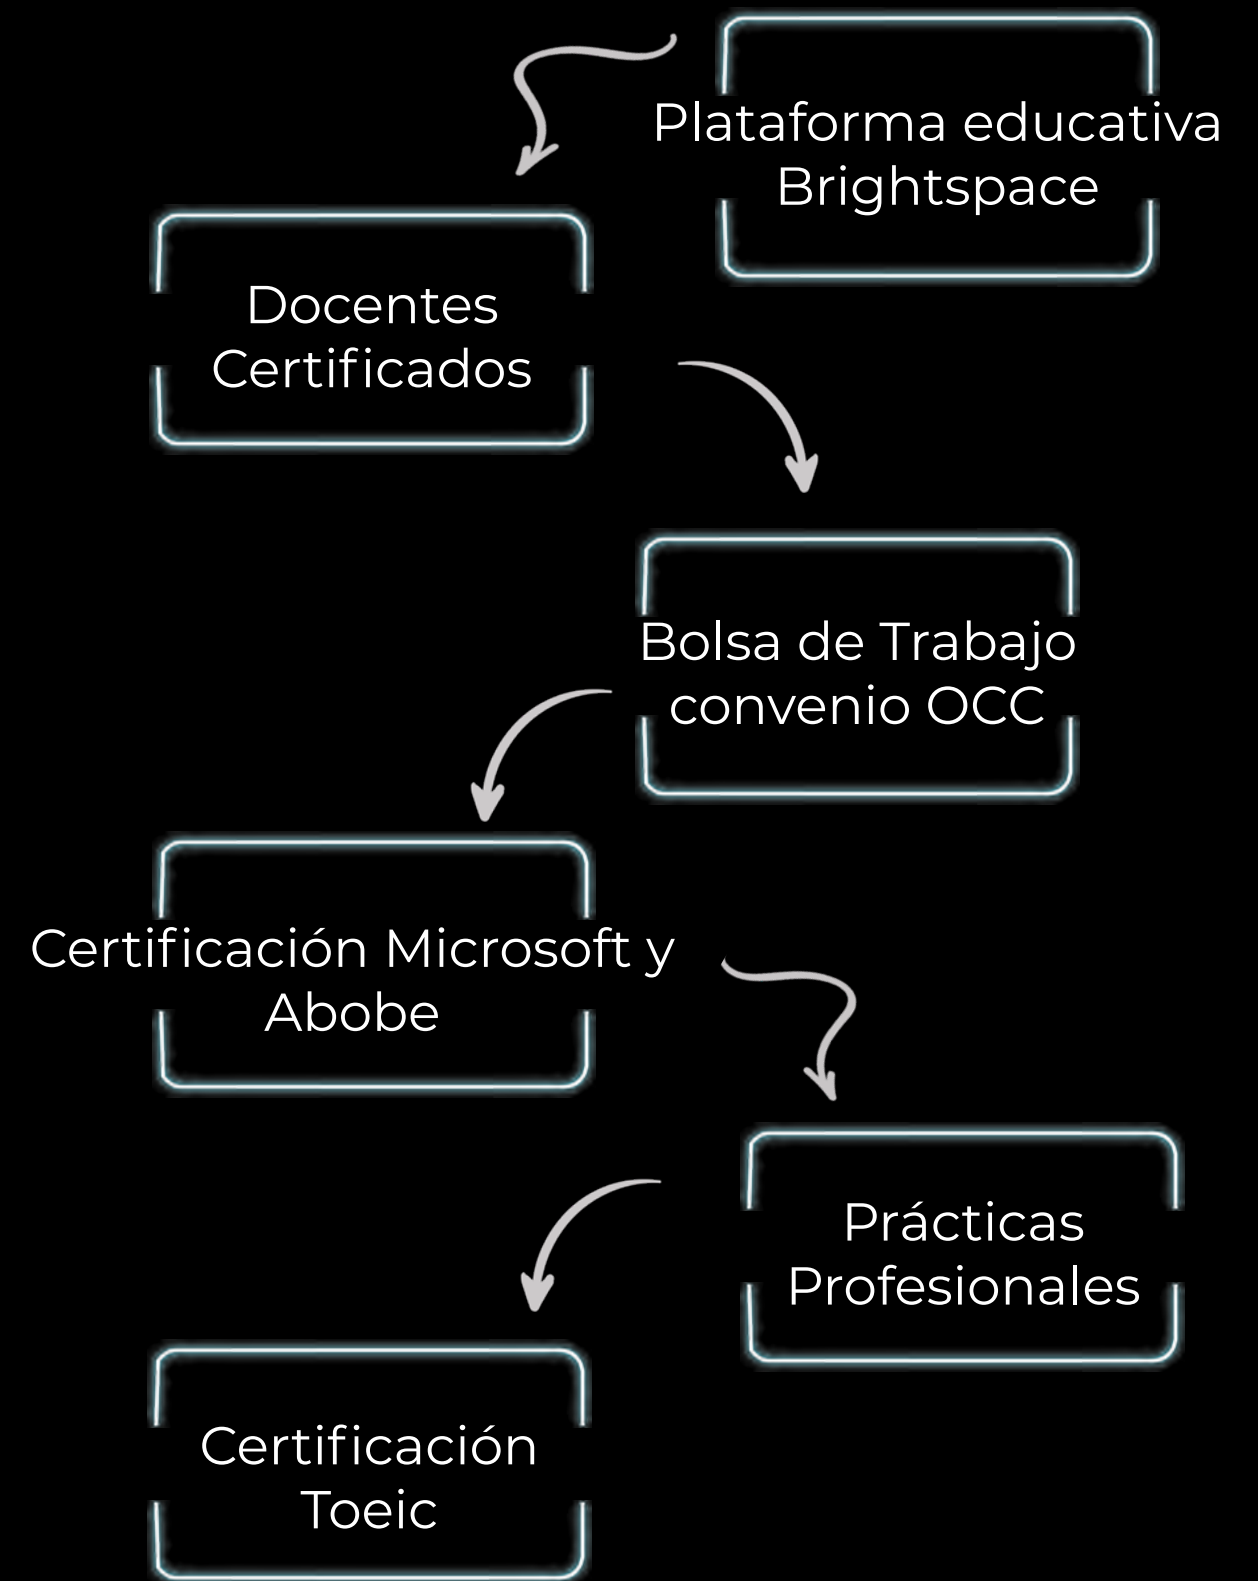 Plataforma educativa
Brightspace
Docentes
Certificados
Bolsa de Trabajo
convenio OCC
Certificación Microsoft y
Abobe
Prácticas
Profesionales
Certificación
Toeic